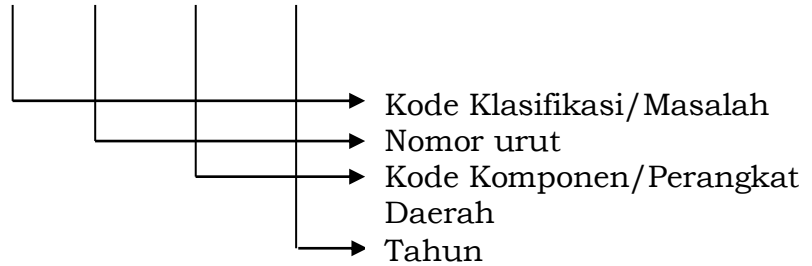 Kode Klasifikasi/Masalah
Nomor urut
Kode Komponen/Perangkat
Daerah
Tahun